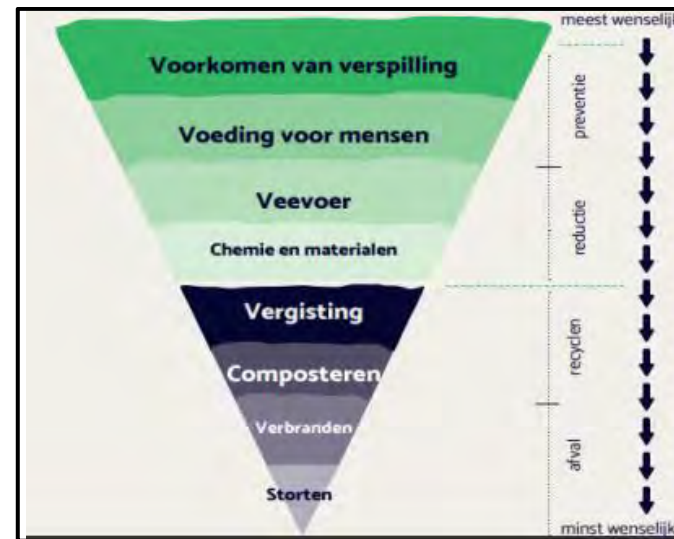 meest wenselijk
Voorkomen van verspilling
Voeding voor mensen
preventie
Veevoer
Chemie en materialen
reductie
Vergisting
Composteren
recyclen
Verbranden
Storten
afval
minst wenselijk